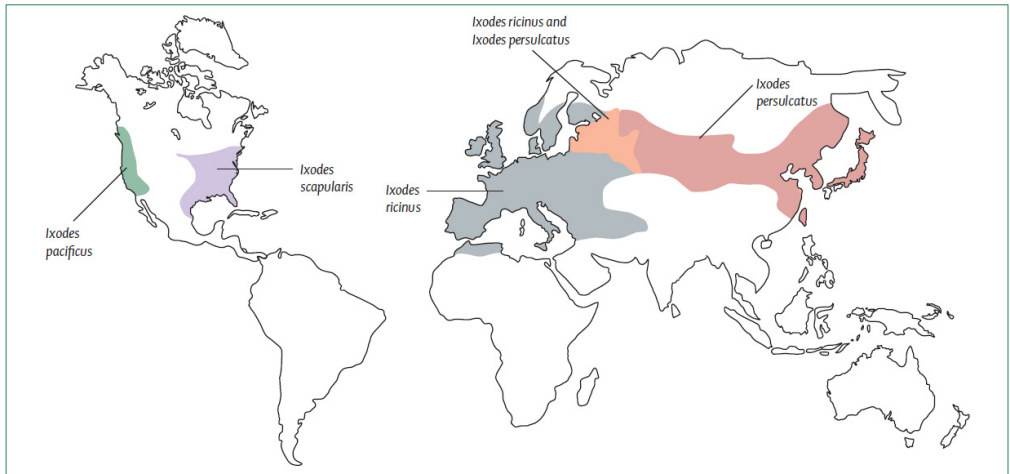 Ixodes ricinus and
Ixodes persulcatus
Ixodes
persulcatus
Ixodes
scapularis
Ixodes
ricinus
Ixodes
pacificus